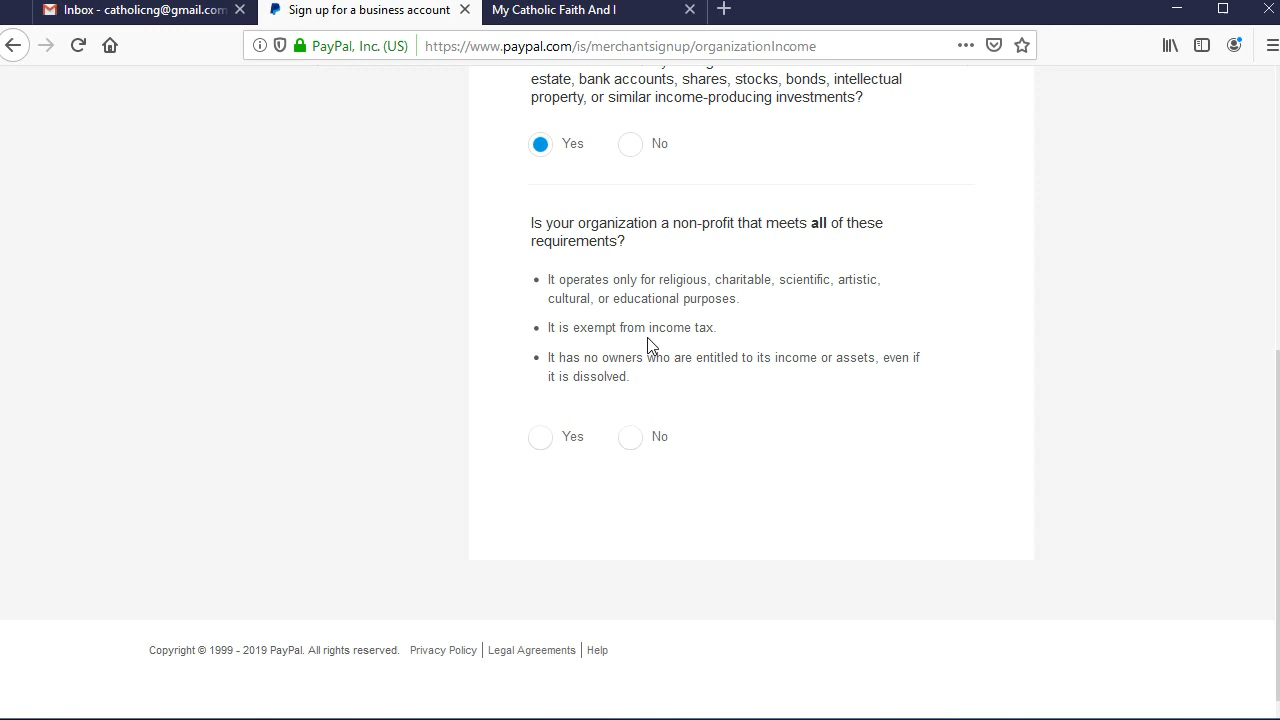 Inbox - catholicng@gmail.com
Sign up for a business account
My Catholic Faith And I
PayPal, Inc. (US)
https://www.paypal.com/is/merchantsignup/organizationIncome
estate, bank accounts, shares, stocks, bonds, intellectual
property, or similar income-producing investments?
Yes
No
Is your organization a non-profit that meets all of these
requirements?
• It operates only for religious, charitable, scientific, artistic,
cultural, or educational purposes.
• It is exempt from income tax.
• It has no owners who are entitled to its income or assets, even if
it is dissolved.
Yes
No
Copyright © 1999 - 2019 PayPal. All rights reserved. Privacy Policy | Legal Agreements | Help